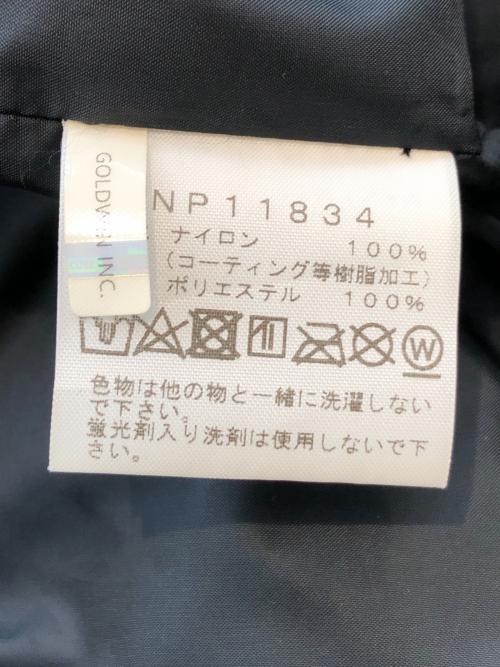 GOLDWIN INC.
NP11834
ナイロン 100%
(コーティング等樹脂加工)
ポリエステル 100%
W
色物は他の物と一緒に洗濯しない
で下さい。
蛍光剤入り洗剤は使用しないで下
さい。